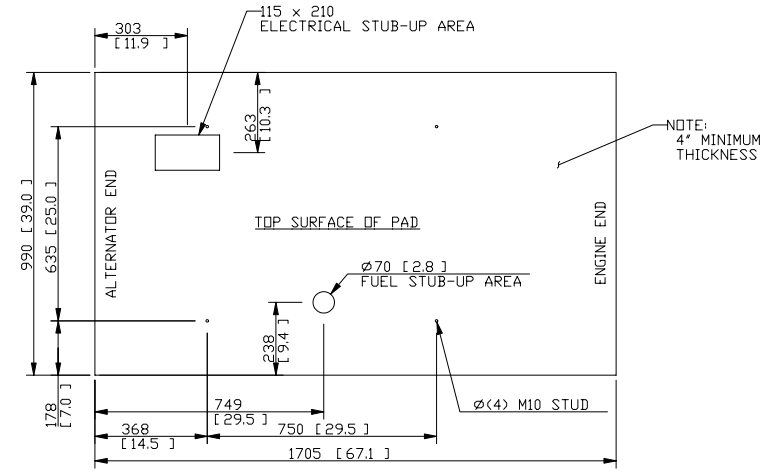 115 x 210
ELECTRICAL STUB-UP AREA
303
[ 11.9 ]
263
[ 10.3 ]
NOTE:
4" MINIMUM
THICKNESS
990 [ 39.0 ]
635 [ 25.0 ]
ALTERNATOR END
TOP SURFACE OF PAD
ENGINE END
Ø70 [ 2.8 ]
FUEL STUB-UP AREA
238
[ 9.4 ]
178
[ 7.0 ]
749
[ 29.5 ]
Ø(4) M10 STUD
368
[ 14.5 ]
750 [ 29.5 ]
1705 [ 67.1 ]